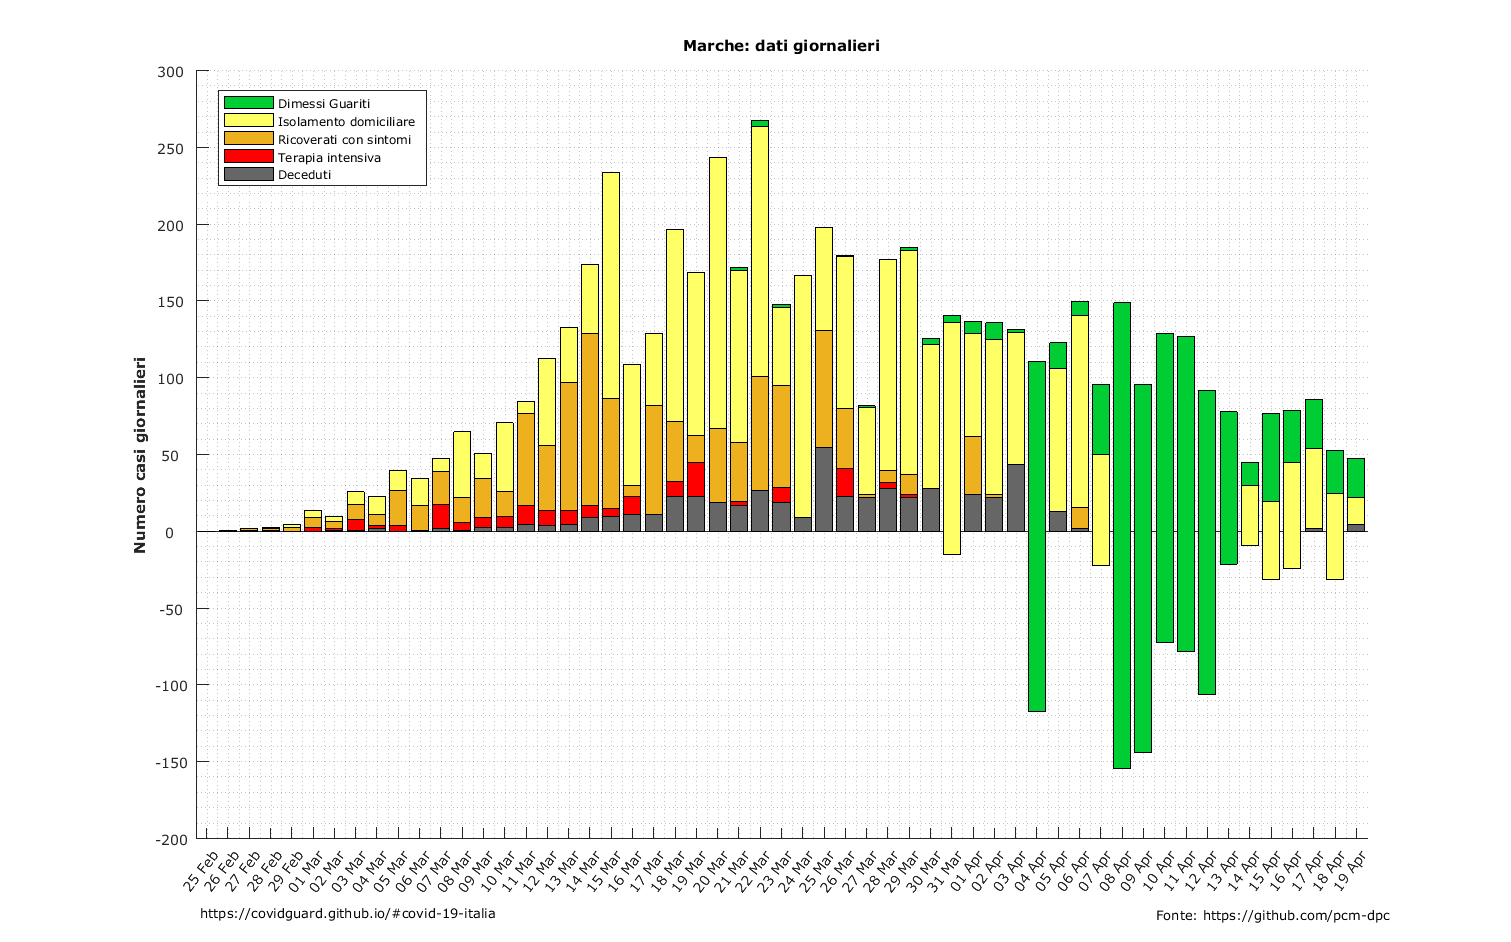 Marche: dati giornalieri
Numero casi giornalieri
300
250
200
150
100
50
0
-50
-100
-150
-200
Dimessi Guariti
Isolamento domiciliare
Ricoverati con sintomi
Terapia intensiva
Deceduti
25 Feb
26 Feb
27 Feb
28 Feb
29 Feb
01 Mar
02 Mar
03 Mar
04 Mar
05 Mar
06 Mar
07 Mar
08 Mar
09 Mar
10 Mar
11 Mar
12 Mar
13 Mar
14 Mar
15 Mar
16 Mar
17 Mar
18 Mar
19 Mar
20 Mar
21 Mar
22 Mar
23 Mar
24 Mar
25 Mar
26 Mar
27 Mar
28 Mar
29 Mar
30 Mar
31 Mar
01 Apr
02 Apr
03 Apr
04 Apr
05 Apr
06 Apr
07 Apr
08 Apr
09 Apr
10 Apr
11 Apr
12 Apr
13 Apr
14 Apr
15 Apr
16 Apr
17 Apr
18 Apr
19 Apr
https://covidguard.github.io/#covid-19-italia
Fonte: https://github.com/pcm-dpc